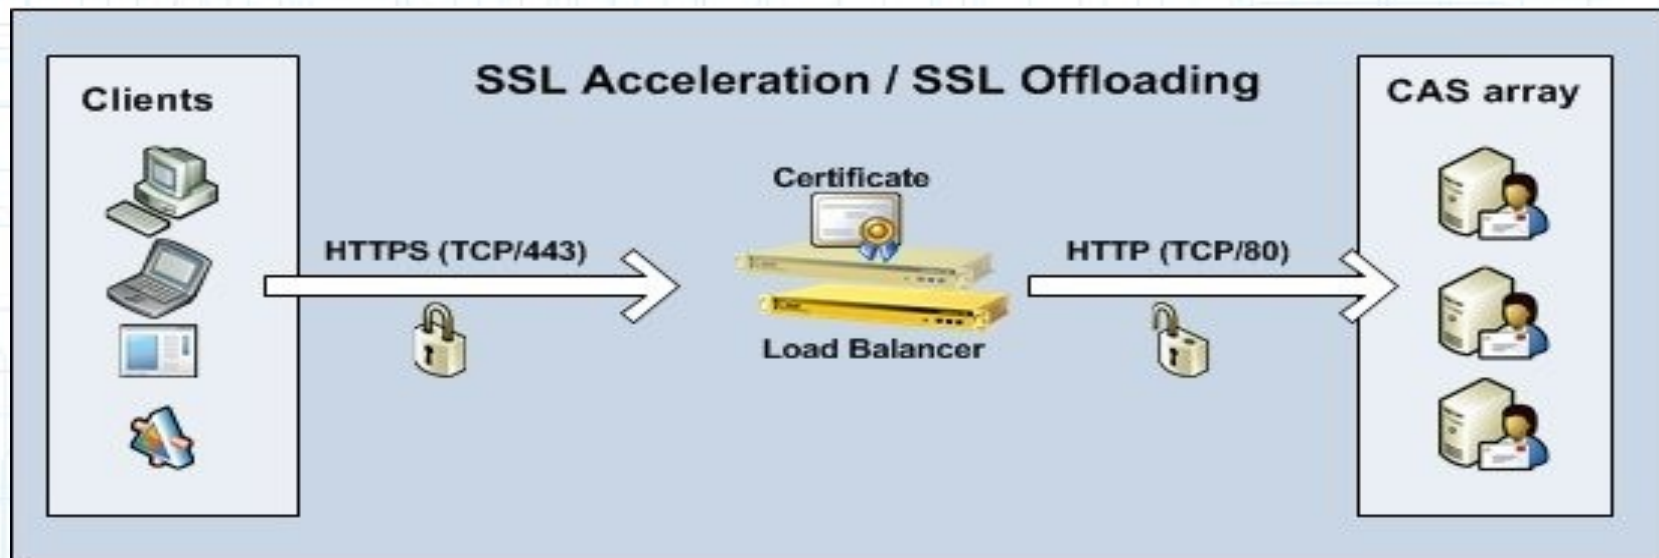 SSL Acceleration / SSL Offloading
Clients
CAS array
Certificate
HTTPS (TCP/443)
HTTP (TCP/80)
Load Balancer